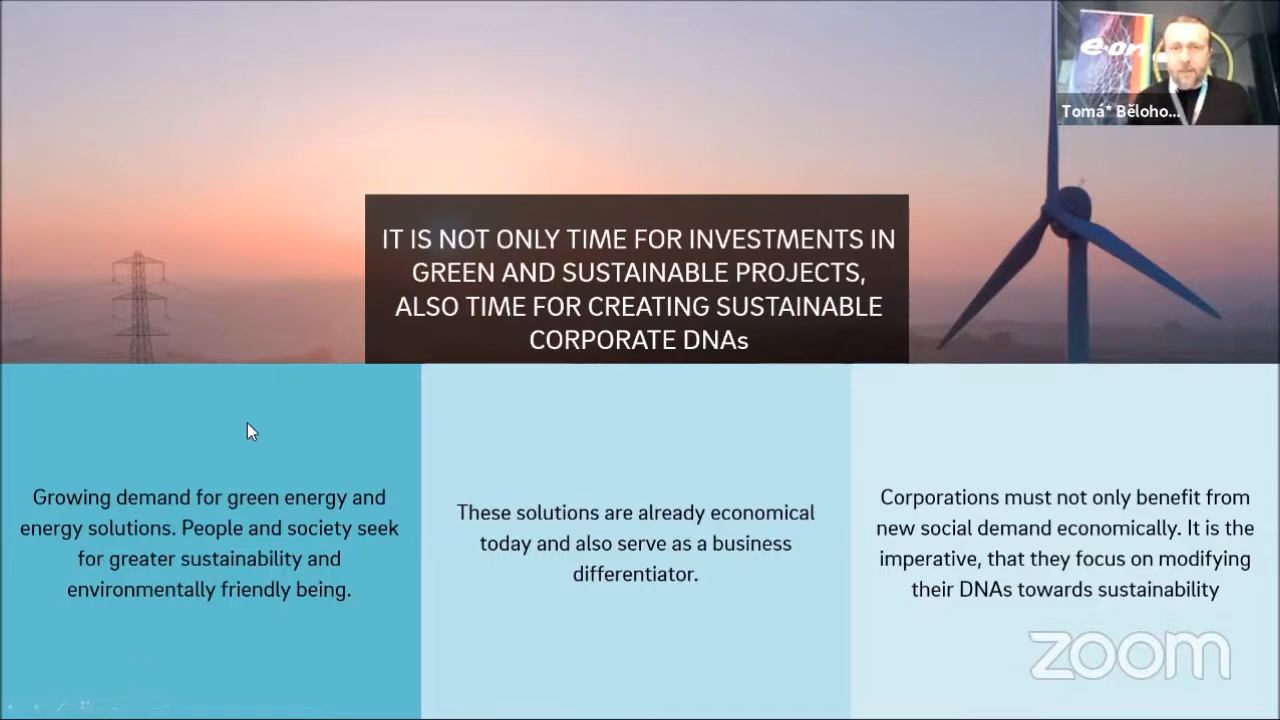 e·on
Tomá* Běloho...
IT IS NOT ONLY TIME FOR INVESTMENTS IN
GREEN AND SUSTAINABLE PROJECTS,
ALSO TIME FOR CREATING SUSTAINABLE
CORPORATE DNAs
Growing demand for green energy and
energy solutions. People and society seek
for greater sustainability and
environmentally friendly being.
These solutions are already economical
today and also serve as a business
differentiator.
Corporations must not only benefit from
new social demand economically. It is the
imperative, that they focus on modifying
their DNAs towards sustainability
zoom